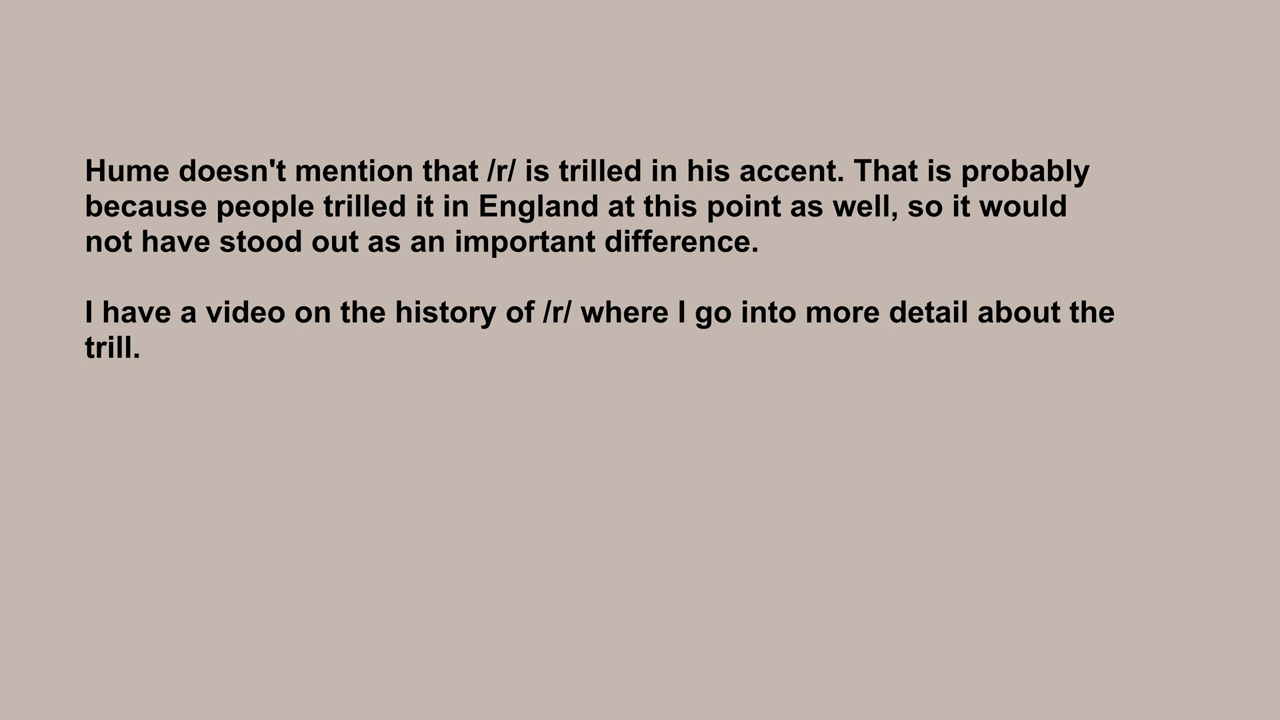 Hume doesn't mention that /r/ is trilled in his accent. That is probably
because people trilled it in England at this point as well, so it would
not have stood out as an important difference.
I have a video on the history of /r/ where I go into more detail about the
trill.